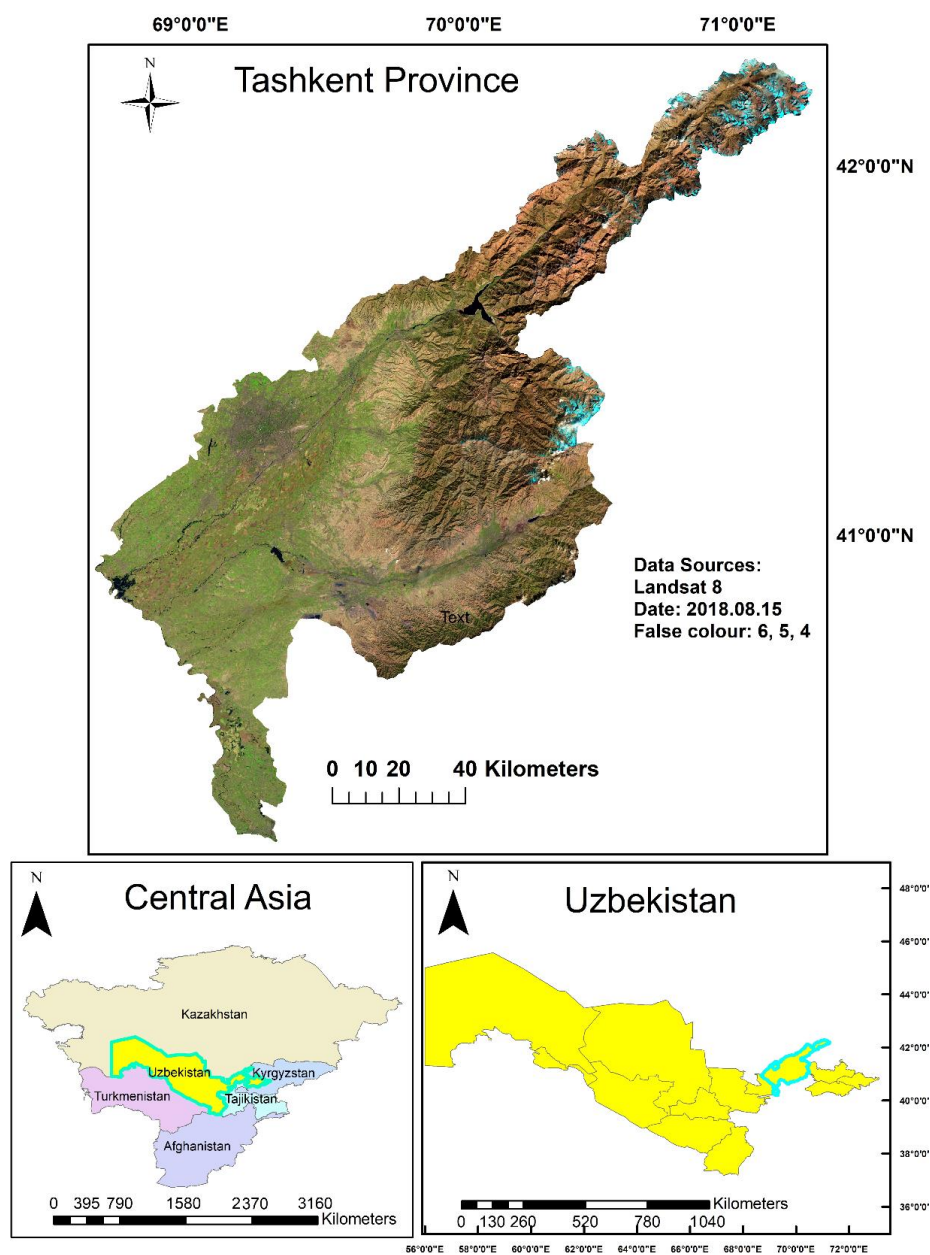 69°0'0"E 70°0'0"E 71°0'0"E
N
Tashkent Province
42°0'0"N
41°0'0"N
Data Sources:
Landsat 8
Date: 2018.08.15
False colour: 6, 5, 4
Text
0 10 20 40 Kilometers
N
Central Asia
Kazakhstan
Uzbekistan
Kyrgyzstan
Turkmenistan
Tajikistan
Afghanistan
0 395 790 1580 2370 3160
Kilometers
N
Uzbekistan
48°0'0"
46°0'0"
44°0'0"
42°0'0"
40°0'0"
38°0'0"
36°0'0"
Kilometers
0 130 260 520 780 1040
56°0'0"E 58°0'0"E 60°0'0"E 62°0'0"E 64°0'0"E 66°0'0"E 68°0'0"E 70°0'0"E 72°0'0"E